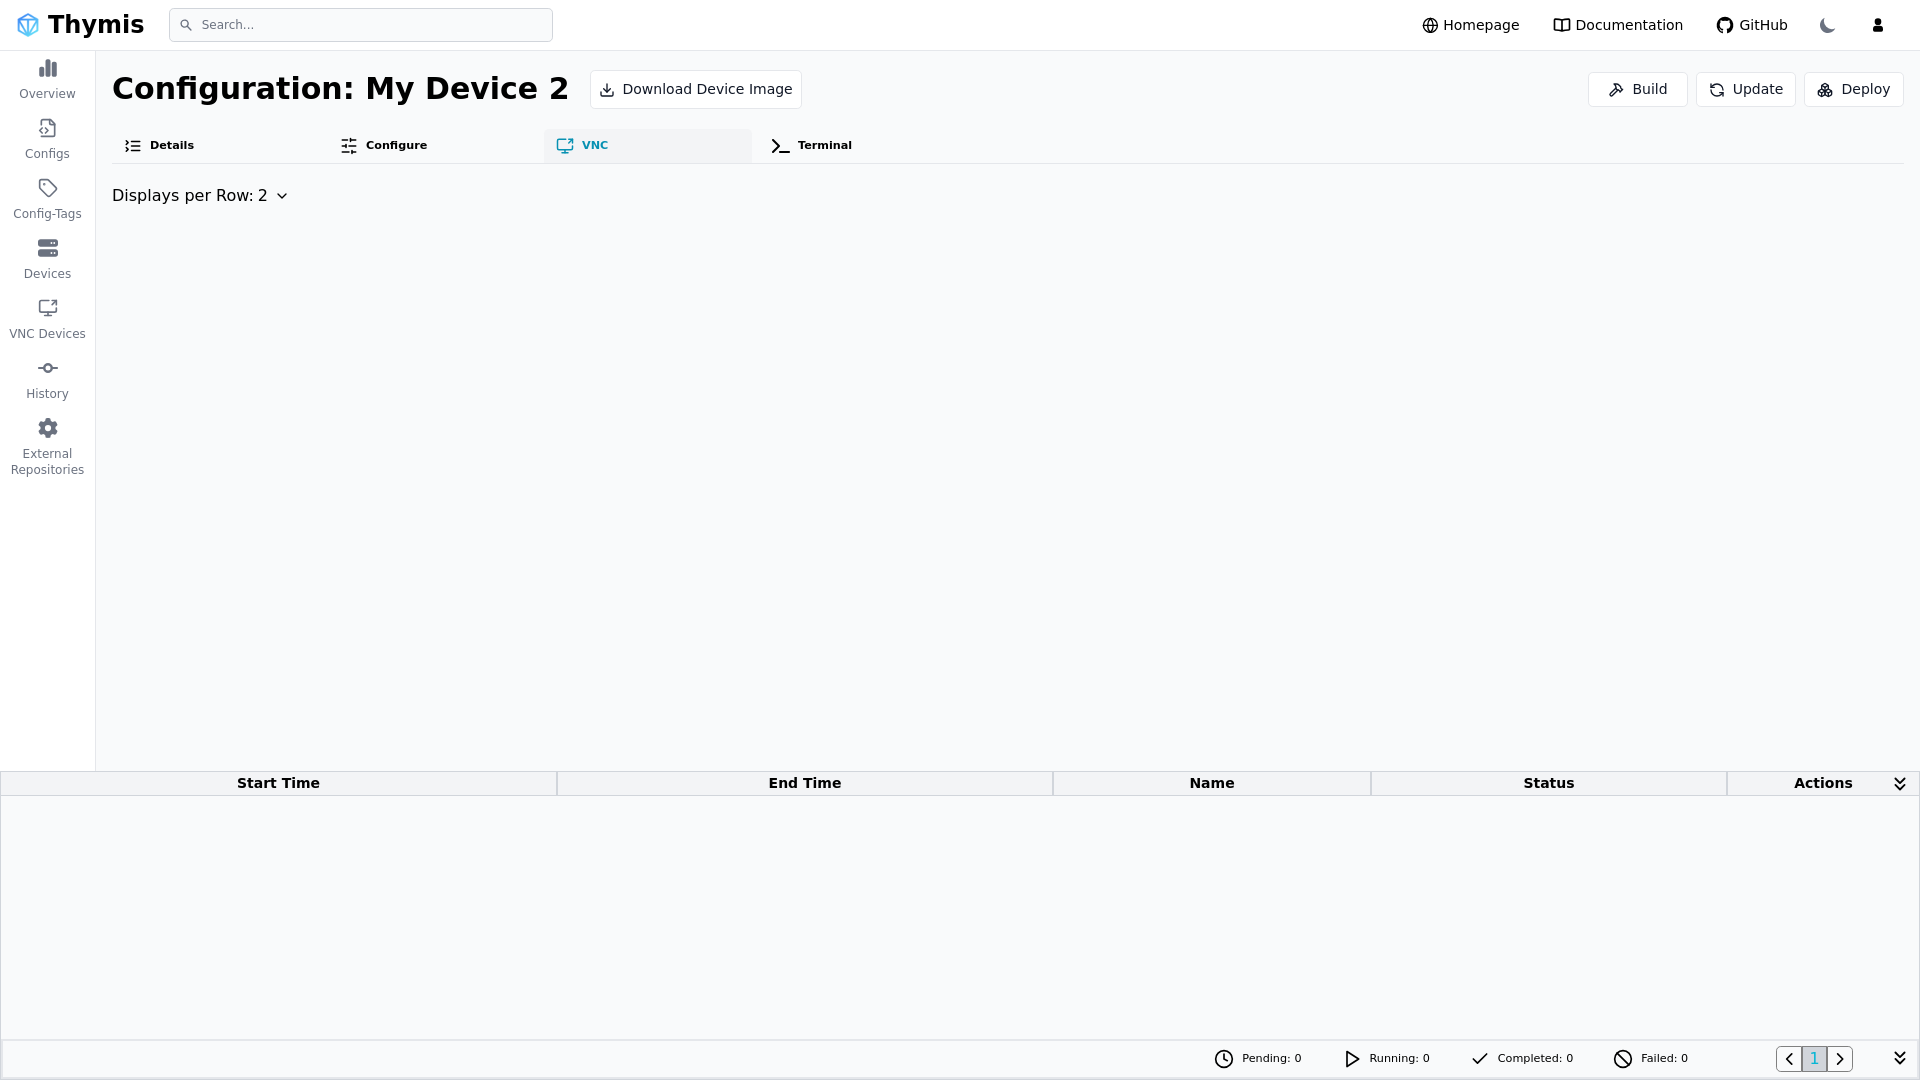 Thymis
Search...
Homepage
Documentation
GitHub
Overview
Configs
Config-Tags
Devices
VNC Devices
History
External
Repositories
Configuration: My Device 2
Download Device Image
Build
Update
Deploy
Details
Configure
VNC
Terminal
Displays per Row: 2
Start Time
End Time
Name
Status
Actions
Pending: 0
Running: 0
Completed: 0
Failed: 0
1